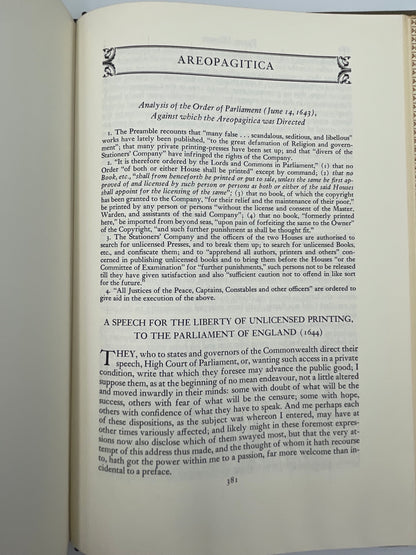 AREOPAGITICA
Analysis of the Order of Parliament (June 14, 1643),
Against which the Areopagitica was Directed
1. The Preamble recounts that "many false . . . scandalous, seditious, and libellous"
works have lately been published, "to the great defamation of Religion and govern-
ment"; that many private printing-presses have been set up; and that "divers of the
Stationers' Company" have infringed the rights of the Company.
2. "It is therefore ordered by the Lords and Commons in Parliament," (1) that no
Order "of both or either House shall be printed" except by command; (2) that no
Book, etc., "shall from henceforth be printed or put to sale, unless the same be first ap-
proved of and licensed by such person or persons as both or either of the said Houses
shall appoint for the licensing of the same"; (3) that no book, of which the copyright
has been granted to the Company, "for their relief and the maintenance of their poor,"
be printed by any person or persons "without the license and consent of the Master,
Warden, and assistants of the said Company"; (4) that no book, "formerly printed
here," be imported from beyond seas, "upon pain of forfeiting the same to the Owner"
of the Copyright, "and such further punishment as shall be thought fit."
3. The Stationers' Company and the officers of the two Houses are authorised to
search for unlicensed Presses, and to break them up; to search for unlicensed Books,
etc., and confiscate them; and to "apprehend all authors, printers and others" con-
cerned in publishing unlicensed books and to bring them before the Houses "or the
Committee of Examination" for "further punishments," such persons not to be released
till they have given satisfaction and also "sufficient caution not to offend in like sort
for the future."
4. "All Justices of the Peace, Captains, Constables and other officers" are ordered to
give aid in the execution of the above.
A SPEECH FOR THE LIBERTY OF UNLICENSED PRINTING,
TO THE PARLIAMENT OF ENGLAND (1644)
THEY, who to states and governors of the Commonwealth direct their
speech, High Court of Parliament, or, wanting such access in a private
condition, write that which they foresee may advance the public good; I
suppose them, as at the beginning of no mean endeavour, not a little altered
and moved inwardly in their minds: some with doubt of what will be the
success, others with fear of what will be the censure; some with hope,
others with confidence of what they have to speak. And me perhaps each
of these dispositions, as the subject was whereon I entered, may have at
other times variously affected; and likely might in these foremost expres-
sions now also disclose which of them swayed most, but that the very at-
tempt of this address thus made, and the thought of whom it hath recourse
to, hath got the power within me to a passion, far more welcome than in-
cidental to a preface.
381